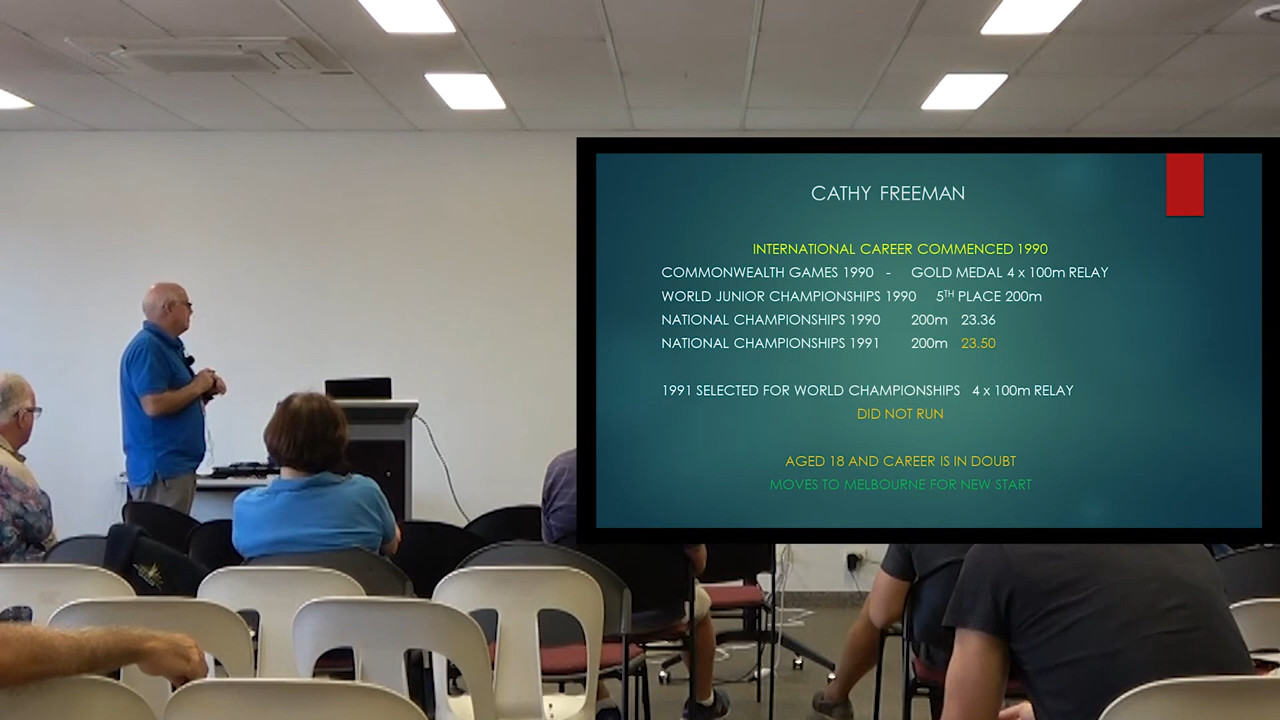 CATHY FREEMAN
INTERNATIONAL CAREER COMMENCED 1990
COMMONWEALTH GAMES 1990 - GOLD MEDAL 4 x 100m RELAY
WORLD JUNIOR CHAMPIONSHIPS 1990 5TH PLACE 200m
NATIONAL CHAMPIONSHIPS 1990 200m 23.36
NATIONAL CHAMPIONSHIPS 1991 200m 23.50
1991 SELECTED FOR WORLD CHAMPIONSHIPS 4 x 100m RELAY
DID NOT RUN
AGED 18 AND CAREER IS IN DOUBT
MOVES TO MELBOURNE FOR NEW START